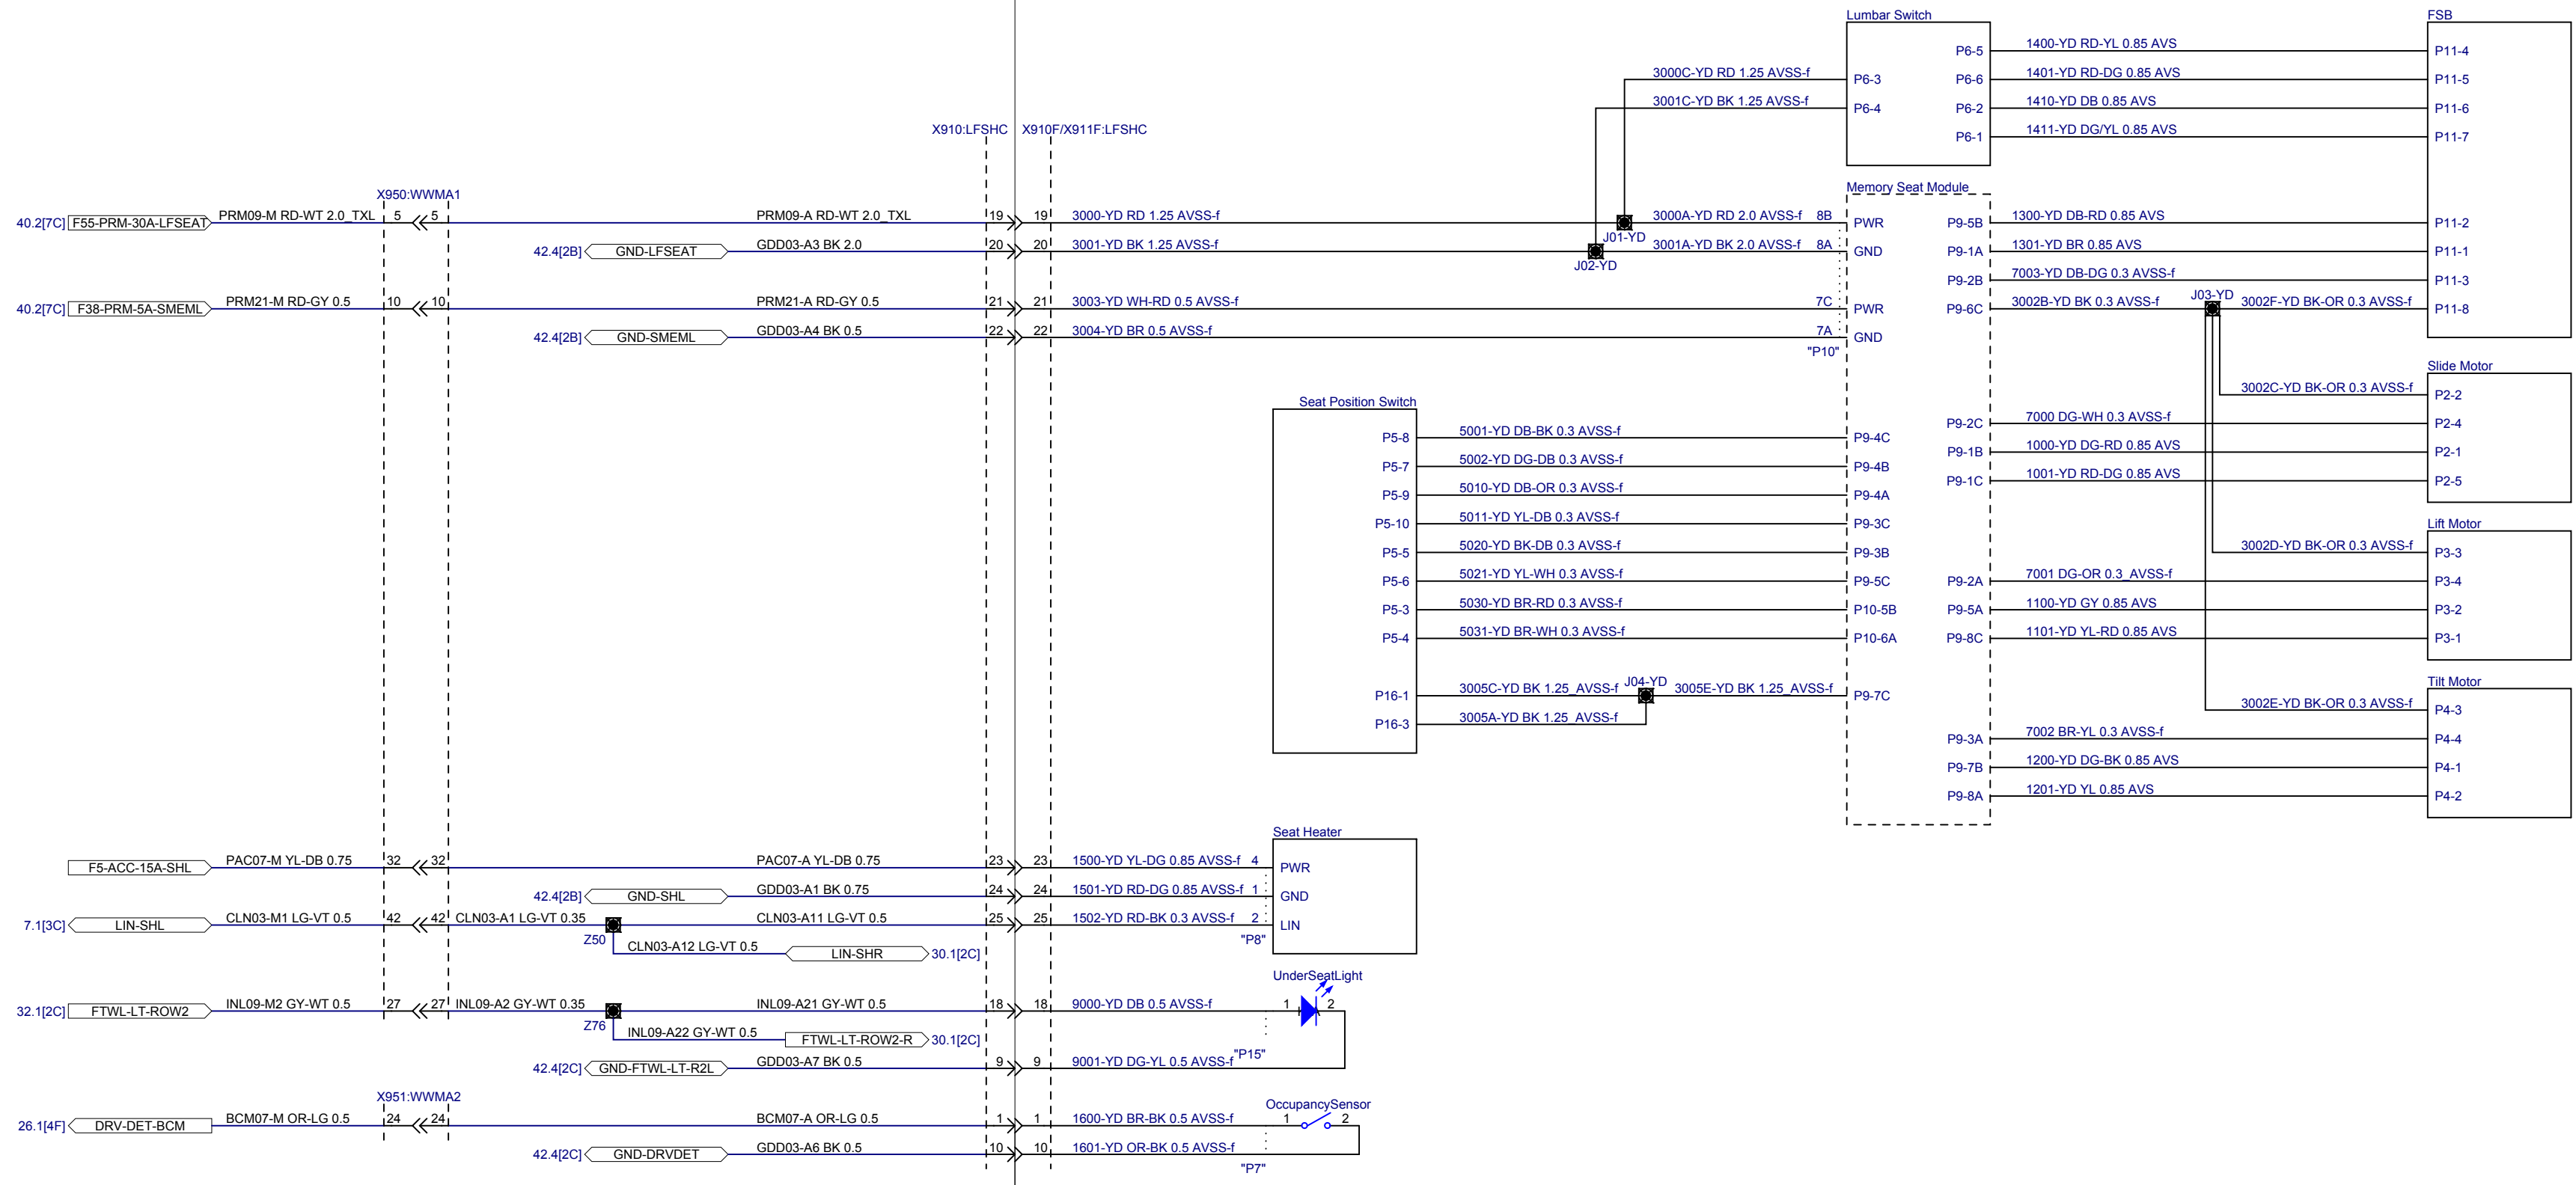 Lumbar Switch
FSB
P6-5 1400-YD RD-YL 0.85 AVS P11-4
3000C-YD RD 1.25 AVSS-f P6-3 P6-6 1401-YD RD-DG 0.85 AVS P11-5
3001C-YD BK 1.25 AVSS-f P6-4 P6-2 1410-YD DB 0.85 AVS P11-6
X910:LFSHC X910F/X911F:LFSHC
P6-1 1411-YD DG/YL 0.85 AVS P11-7
X950:WWMA1
Memory Seat Module
40.2[7C] F55-PRM-30A-LFSEAT PRM09-M RD-WT 2.0_TXL 5 5 PRM09-A RD-WT 2.0_TXL 19 19 3000-YD RD 1.25 AVSS-f 3000A-YD RD 2.0 AVSS-f 8B PWR P9-5B 1300-YD DB-RD 0.85 AVS P11-2
J01-YD
42.4[2B] GND-LFSEAT GDD03-A3 BK 2.0 20 20 3001-YD BK 1.25 AVSS-f 3001A-YD BK 2.0 AVSS-f 8A GND P9-1A 1301-YD BR 0.85 AVS P11-1
J02-YD
P9-2B 7003-YD DB-DG 0.3 AVSS-f P11-3
J03-YD
40.2[7C] F38-PRM-5A-SMEML PRM21-M RD-GY 0.5 10 10 PRM21-A RD-GY 0.5 21 21 3003-YD WH-RD 0.5 AVSS-f 7C PWR P9-6C 3002B-YD BK 0.3 AVSS-f 3002F-YD BK-OR 0.3 AVSS-f P11-8
42.4[2B] GND-SMEML GDD03-A4 BK 0.5 22 22 3004-YD BR 0.5 AVSS-f 7A GND
"P10"
Slide Motor
3002C-YD BK-OR 0.3 AVSS-f P2-2
Seat Position Switch
P9-2C 7000 DG-WH 0.3 AVSS-f P2-4
P5-8 5001-YD DB-BK 0.3 AVSS-f P9-4C
P9-1B 1000-YD DG-RD 0.85 AVS P2-1
P5-7 5002-YD DG-DB 0.3 AVSS-f P9-4B
P9-1C 1001-YD RD-DG 0.85 AVS P2-5
P5-9 5010-YD DB-OR 0.3 AVSS-f P9-4A
P5-10 5011-YD YL-DB 0.3 AVSS-f P9-3C
Lift Motor
P5-5 5020-YD BK-DB 0.3 AVSS-f P9-3B 3002D-YD BK-OR 0.3 AVSS-f P3-3
P5-6 5021-YD YL-WH 0.3 AVSS-f P9-5C P9-2A 7001 DG-OR 0.3_AVSS-f P3-4
P5-3 5030-YD BR-RD 0.3 AVSS-f P10-5B P9-5A 1100-YD GY 0.85 AVS P3-2
P5-4 5031-YD BR-WH 0.3 AVSS-f P10-6A P9-8C 1101-YD YL-RD 0.85 AVS P3-1
J04-YD
Tilt Motor
P16-1 3005C-YD BK 1.25_AVSS-f 3005E-YD BK 1.25_AVSS-f P9-7C
3002E-YD BK-OR 0.3 AVSS-f P4-3
P16-3 3005A-YD BK 1.25_AVSS-f
P9-3A 7002 BR-YL 0.3 AVSS-f P4-4
P9-7B 1200-YD DG-BK 0.85 AVS P4-1
P9-8A 1201-YD YL 0.85 AVS P4-2
Seat Heater
F5-ACC-15A-SHL PAC07-M YL-DB 0.75 32 32 PAC07-A YL-DB 0.75 23 23 1500-YD YL-DG 0.85 AVSS-f 4 PWR
42.4[2B] GND-SHL GDD03-A1 BK 0.75 24 24 1501-YD RD-DG 0.85 AVSS-f 1 GND
7.1[3C] LIN-SHL CLN03-M1 LG-VT 0.5 42 42 CLN03-A1 LG-VT 0.35 CLN03-A11 LG-VT 0.5 25 25 1502-YD RD-BK 0.3 AVSS-f 2 LIN
Z50
"P8"
CLN03-A12 LG-VT 0.5 LIN-SHR 30.1[2C]
UnderSeatLight
32.1[2C] FTWL-LT-ROW2 INL09-M2 GY-WT 0.5 27 27 INL09-A2 GY-WT 0.35 INL09-A21 GY-WT 0.5 18 18 9000-YD DB 0.5 AVSS-f 1 2
Z76
INL09-A22 GY-WT 0.5 FTWL-LT-ROW2-R 30.1[2C]
"P15"
42.4[2C] GND-FTWL-LT-R2L GDD03-A7 BK 0.5 9 9 9001-YD DG-YL 0.5 AVSS-f
X951:WWMA2
OccupancySensor
26.1[4F] DRV-DET-BCM BCM07-M OR-LG 0.5 24 24 BCM07-A OR-LG 0.5 1 1 1600-YD BR-BK 0.5 AVSS-f 1 2
42.4[2C] GND-DRVDET GDD03-A6 BK 0.5 10 10 1601-YD OR-BK 0.5 AVSS-f
"P7"